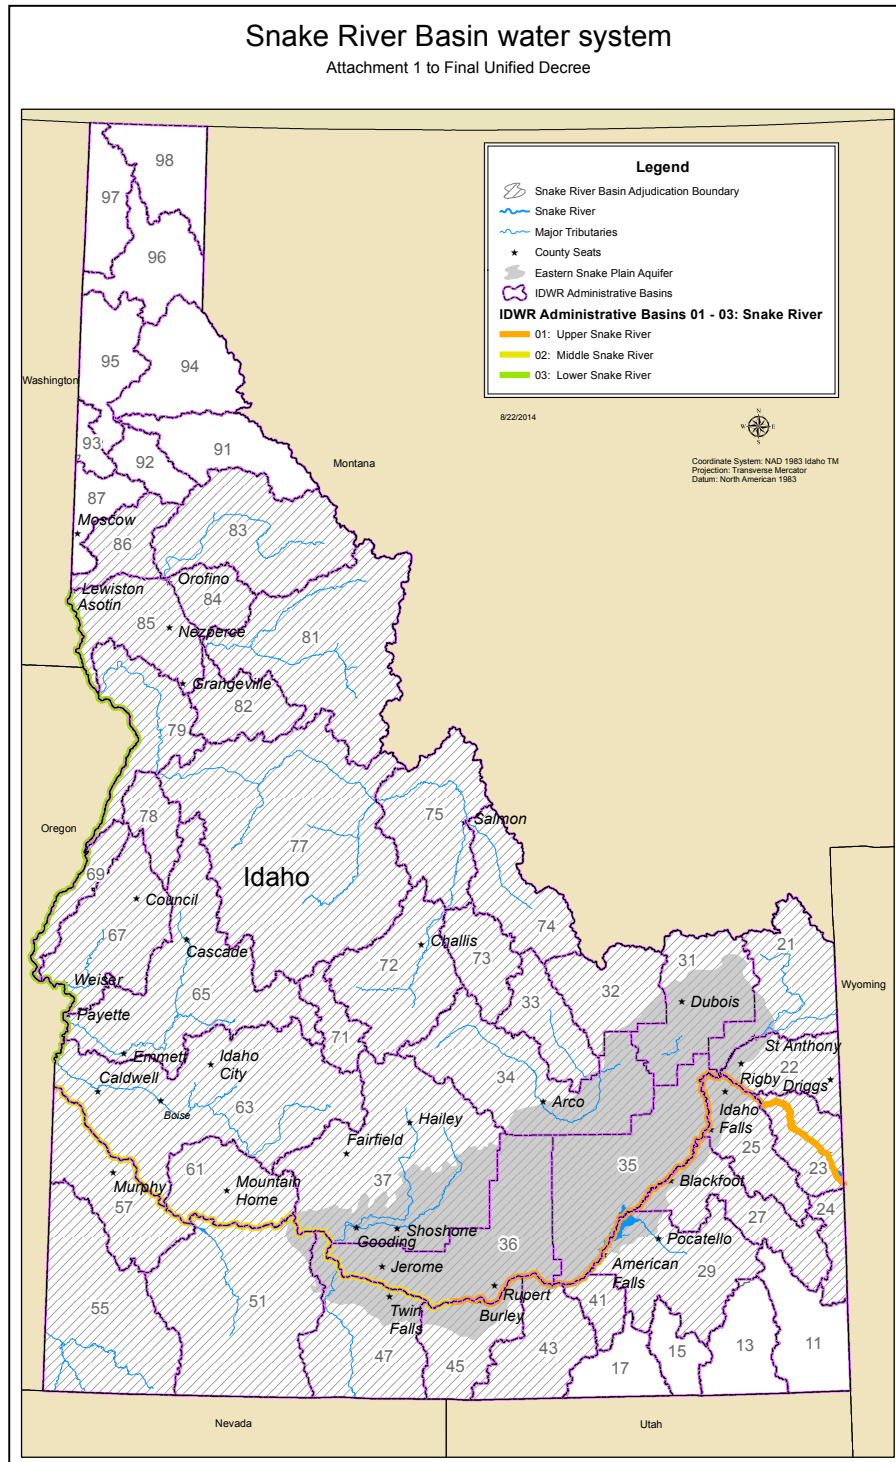 Snake River Basin water system
Attachment 1 to Final Unified Decree
Legend
Snake River Basin Adjudication Boundary
Snake River
Major Tributaries
County Seats
Eastern Snake Plain Aquifer
IDWR Administrative Basins
IDWR Administrative Basins 01 - 03: Snake River
01: Upper Snake River
02: Middle Snake River
03: Lower Snake River
8/22/2014
N
W E
S
Coordinate System: NAD 1983 Idaho TM
Projection: Transverse Mercator
Datum: North American 1983
98
97
96
95
94
Washington
93
92
91
Montana
87
Moscow
86
83
Orofino
Lewiston
Asotin
84
85
Nezperce
81
Grangeville
82
79
78
75
Salmon
Oregon
77
69
Idaho
Council
74
67
Cascade
72
Challis
73
31
21
Weiser
65
33
32
Dubois
Wyoming
Payette
71
Emmett
Idaho
City
34
St Anthony
22
Caldwell
Boise
63
Arco
Rigby
Driggs
Hailey
Idaho
Falls
Fairfield
25
61
37
35
23
Murphy
Mountain
Home
Blackfoot
57
27
24
Gooding
Shoshone
36
Pocatello
Jerome
American
Falls
29
55
51
Twin
Falls
Rupert
Burley
41
47
45
43
17
15
13
11
Nevada
Utah